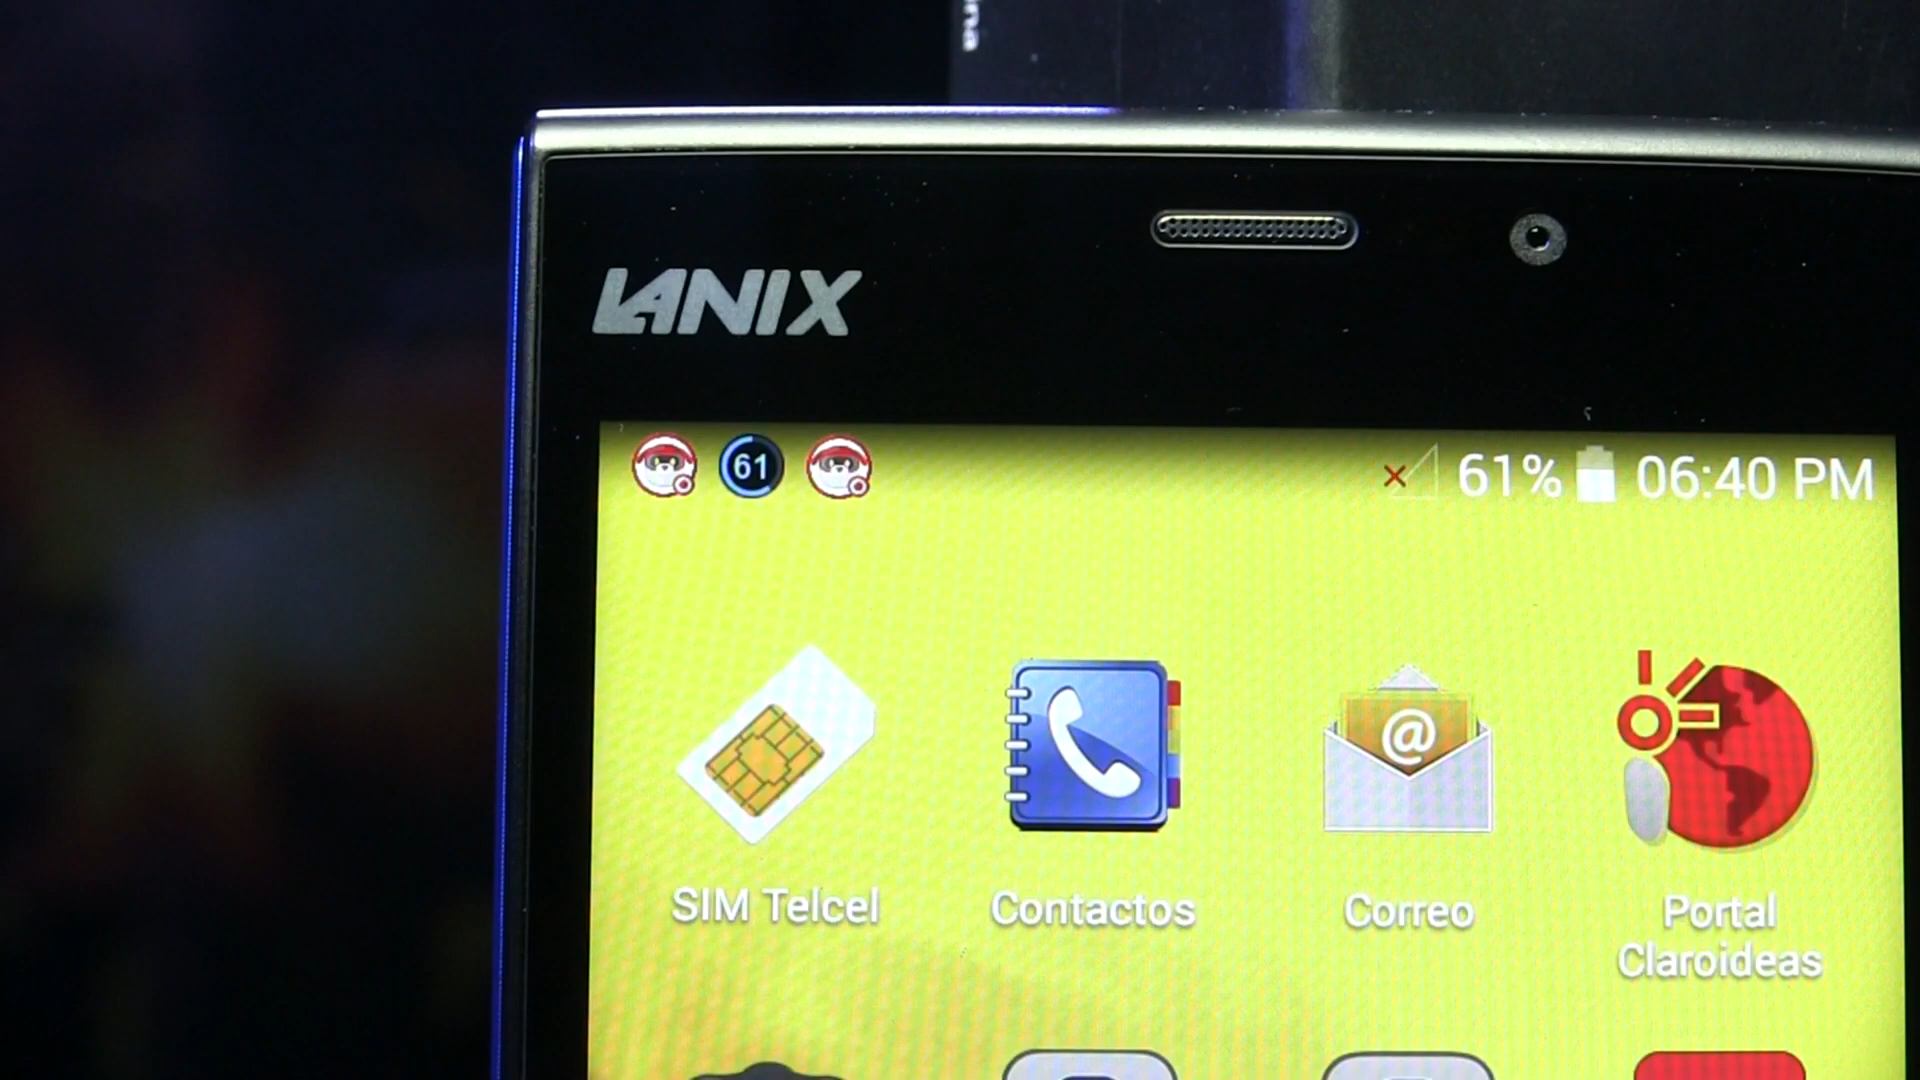 LANIX
61
61% 06:40 PM
@
SIM Telcel
Contactos
Correo
Portal
Claroideas